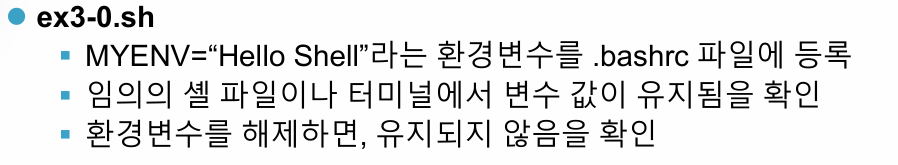 ex3-0.sh
MYENV=“Hello Shell”라는 환경변수를 .bashrc 파일에 등록
임의의 셸 파일이나 터미널에서 변수 값이 유지됨을 확인
환경변수를 해제하면, 유지되지 않음을 확인